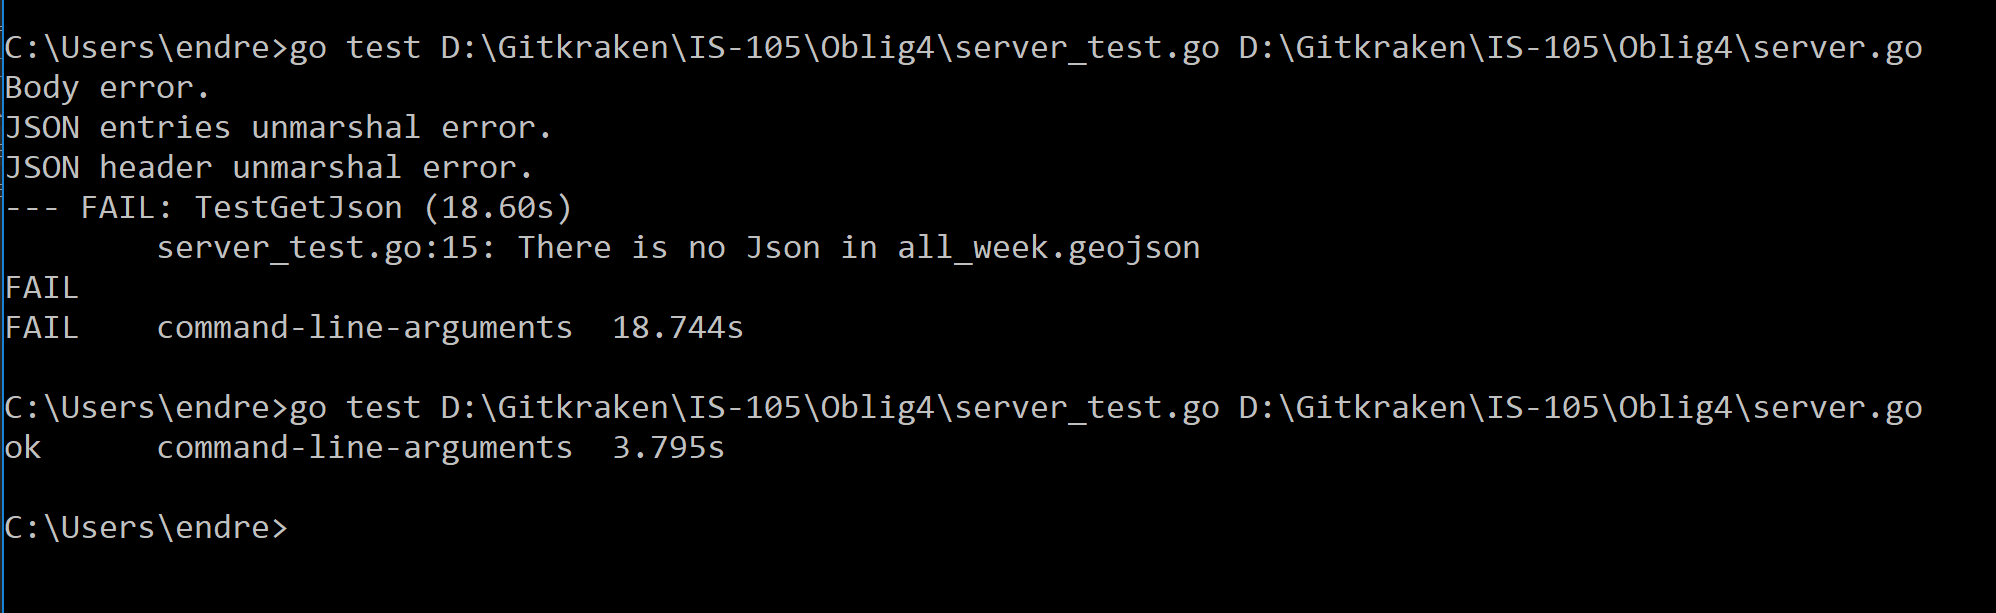 C:\Users\endre>go test D:\Gitkraken\IS-105\Oblig4\server_test.go D:\Gitkraken\IS-105\Oblig4\server.go
Body error.
JSON entries unmarshal error.
JSON header unmarshal error.
--- FAIL: TestGetJson (18.60s)
        server_test.go:15: There is no Json in all_week.geojson
FAIL
FAIL    command-line-arguments  18.744s

C:\Users\endre>go test D:\Gitkraken\IS-105\Oblig4\server_test.go D:\Gitkraken\IS-105\Oblig4\server.go
ok      command-line-arguments  3.795s

C:\Users\endre>